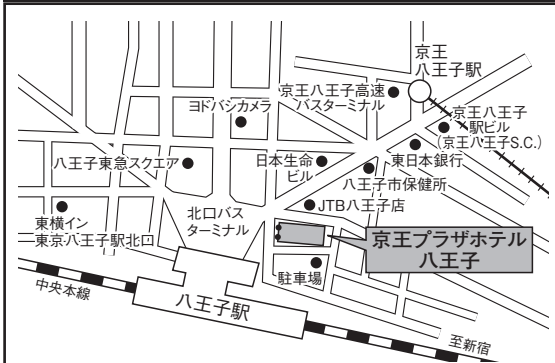 京王
八王子駅
京王八王子高速
バスターミナル
ヨドバシカメラ
京王八王子
駅ビル
(京王八王子S.C.)
東日本銀行
日本生命
ビル
八王子東急スクエア
八王子市保健所
JTB八王子店
北口バス
ターミナル
東横イン
東京八王子駅北口
京王プラザホテル
八王子
駐車場
中央本線
八王子駅
至新宿